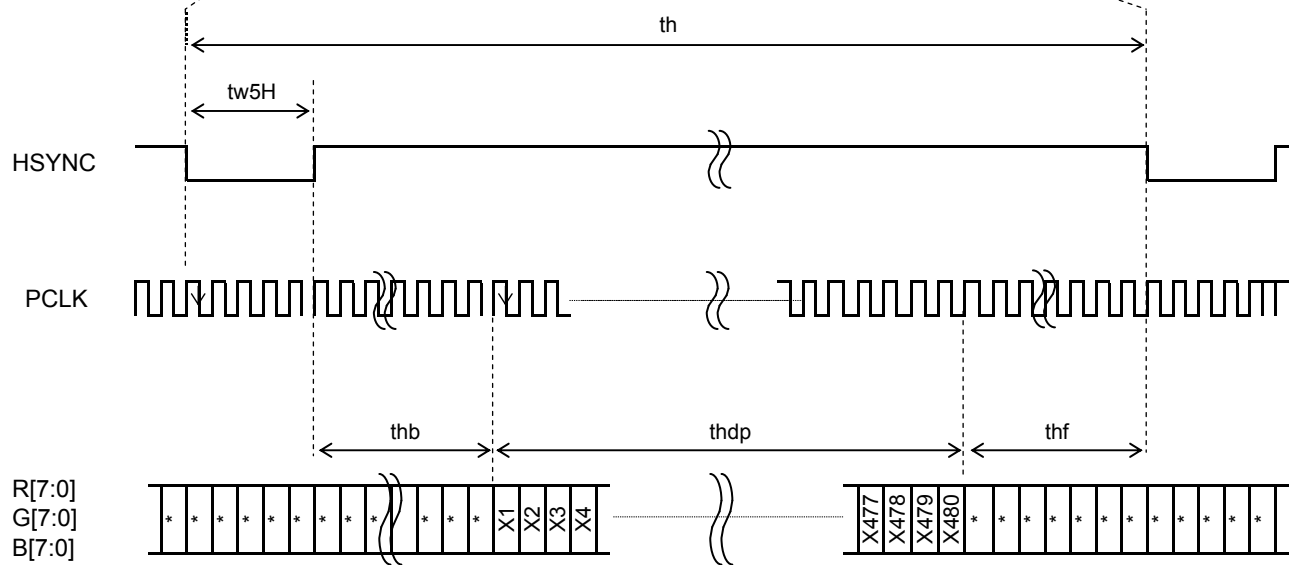 th
tw5H
HSYNC
PCLK
thb thdp thf
R[7:0]
G[7:0]
B[7:0]
* * * * * * * * * * * * X1 X2 X3 X4 X477 X478 X479 X480 * * * * * * * * * * * *